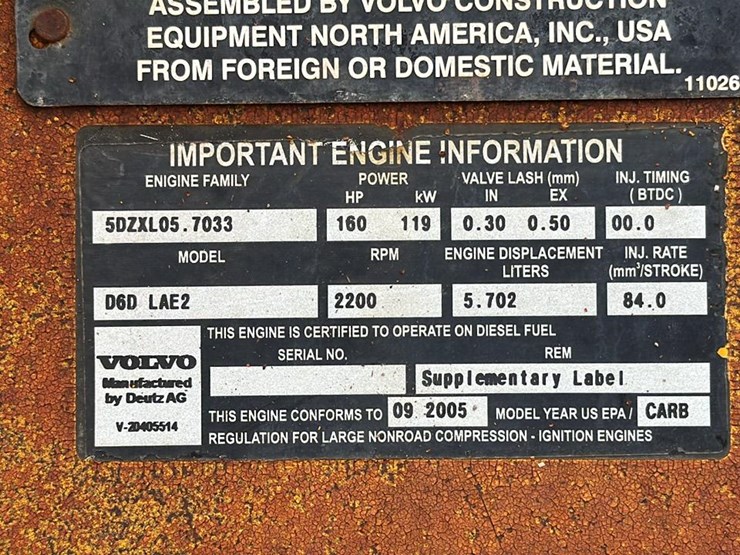 ASSEMBLED BY VOLVO CONSTRUCTION
EQUIPMENT NORTH AMERICA, INC., USA
FROM FOREIGN OR DOMESTIC MATERIAL.
11026
IMPORTANT ENGINE INFORMATION
ENIGINE FAMILY POWER VALVE LASH (mm) INJ. TIMING
HP kW IN EX ( BTDC )
5DZXL05.7033 160 119 0.30 0.50 00.0
MODEL RPM ENGINE DISPLACEMENT INJ. RATE
LITERS (mm³/STROKE)
D6D LAE2 2200 5.702 84.0
THIS ENGINE IS CERTIFIED TO OPERATE ON DIESEL FUEL
SERIAL NO. REM
VOLVO
Manufactured
by Deutz AG
V-20405514
Supplementary Label
THIS ENGINE CONFORMS TO 09 2005 MODEL YEAR US EPA / CARB
REGULATION FOR LARGE NONROAD COMPRESSION - IGNITION ENGINES